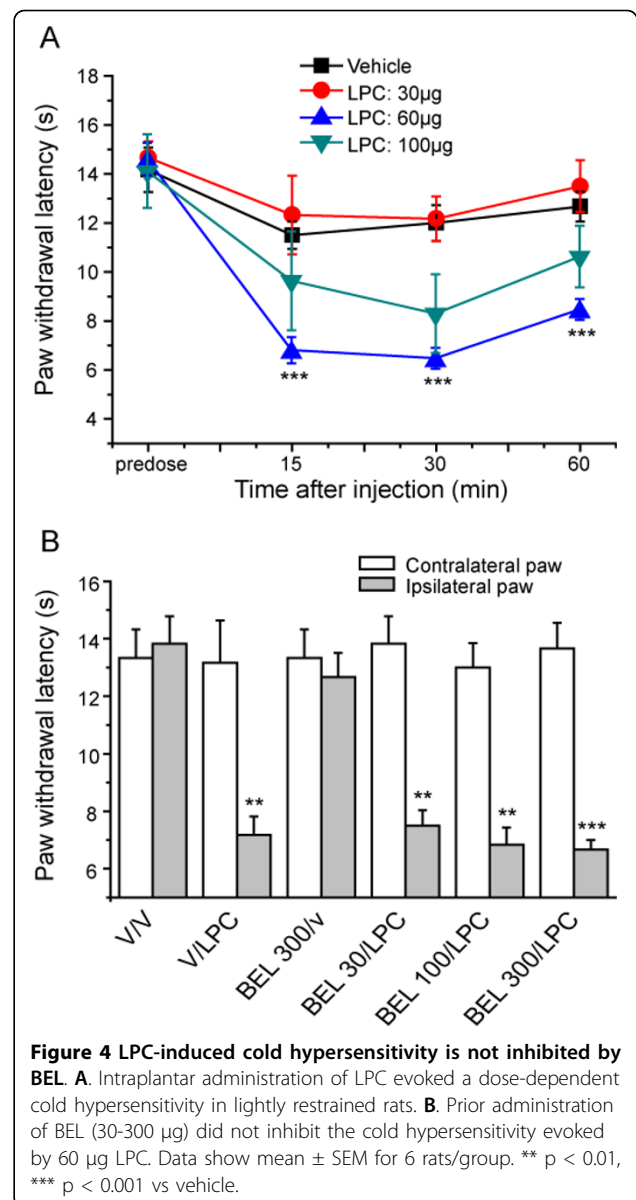 A
Vehicle
LPC: 30µg
LPC: 60µg
LPC: 100µg
Paw withdrawal latency (s)
18
16
14
12
10
8
6
4
***
***
***
predose
15
30
60
Time after injection (min)
B
Contralateral paw
Ipsilateral paw
Paw withdrawal latency (s)
16
14
12
10
8
6
**
**
**
***
V/V
V/LPC
BEL 300/v
BEL 30/LPC
BEL 100/LPC
BEL 300/LPC
Figure 4 LPC-induced cold hypersensitivity is not inhibited by
BEL. A. Intraplantar administration of LPC evoked a dose-dependent
cold hypersensitivity in lightly restrained rats. B. Prior administration
of BEL (30-300 µg) did not inhibit the cold hypersensitivity evoked
by 60 µg LPC. Data show mean ± SEM for 6 rats/group. ** p < 0.01,
*** p < 0.001 vs vehicle.